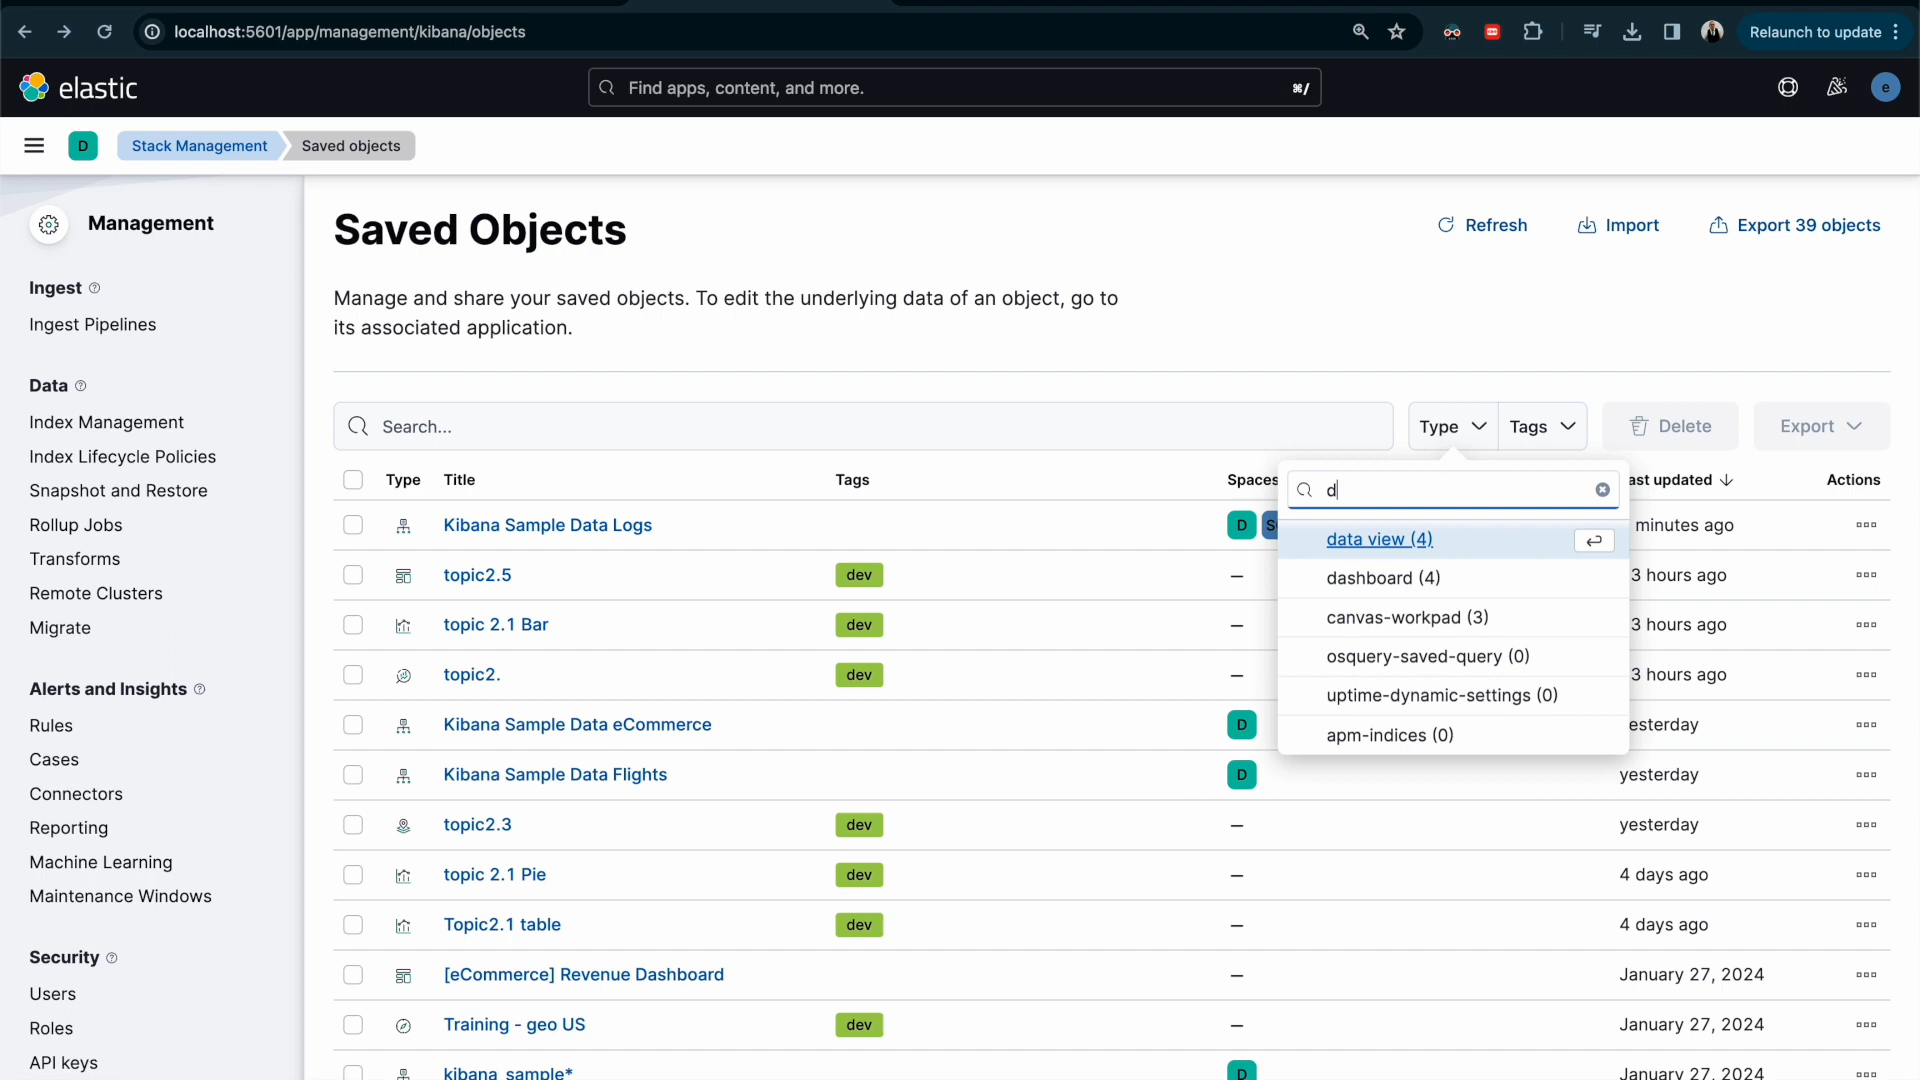 localhost:5601/app/management/kibana/objects
Relaunch to update
elastic
Find apps, content, and more.
⌘/
e
D
Stack Management
Saved objects
Management
Ingest
Ingest Pipelines
Data
Index Management
Index Lifecycle Policies
Snapshot and Restore
Rollup Jobs
Transforms
Remote Clusters
Migrate
Alerts and Insights
Rules
Cases
Connectors
Reporting
Machine Learning
Maintenance Windows
Security
Users
Roles
API keys
Saved Objects
Refresh
Import
Export 39 objects
Manage and share your saved objects. To edit the underlying data of an object, go to
its associated application.
Search...
Type
Tags
Delete
Export
Type Title Tags Spaces ast updated Actions
d
data view (4)
dashboard (4)
canvas-workpad (3)
osquery-saved-query (0)
uptime-dynamic-settings (0)
apm-indices (0)
Kibana Sample Data Logs D S minutes ago
topic2.5 dev – 3 hours ago
topic 2.1 Bar dev – 3 hours ago
topic2. dev – 3 hours ago
Kibana Sample Data eCommerce D esterday
Kibana Sample Data Flights D yesterday
topic2.3 dev – yesterday
topic 2.1 Pie dev – 4 days ago
Topic2.1 table dev – 4 days ago
[eCommerce] Revenue Dashboard – January 27, 2024
Training - geo US dev – January 27, 2024
kibana_sample* D January 27, 2024